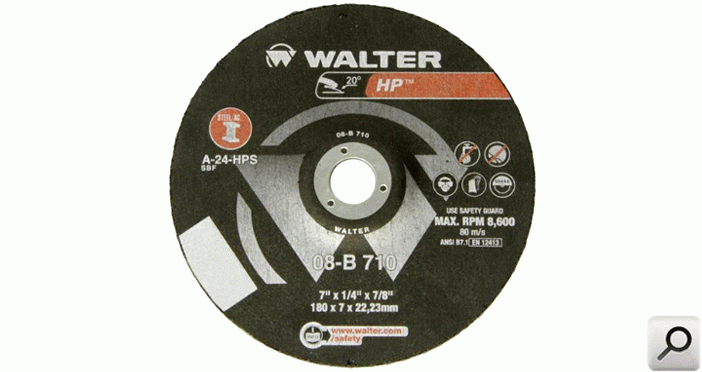 WALTER
20°
HP™
STEEL/AC
08-B 710
A-24-HPS
SBF
USE SAFETY GUARD
MAX. RPM 8,600
80 m/s
ANSI B7.1 EN 12413
WALTER
08-B 710
7" x 1/4" x 7/8"
180 x 7 x 22,23mm
www.walter.com
/safety